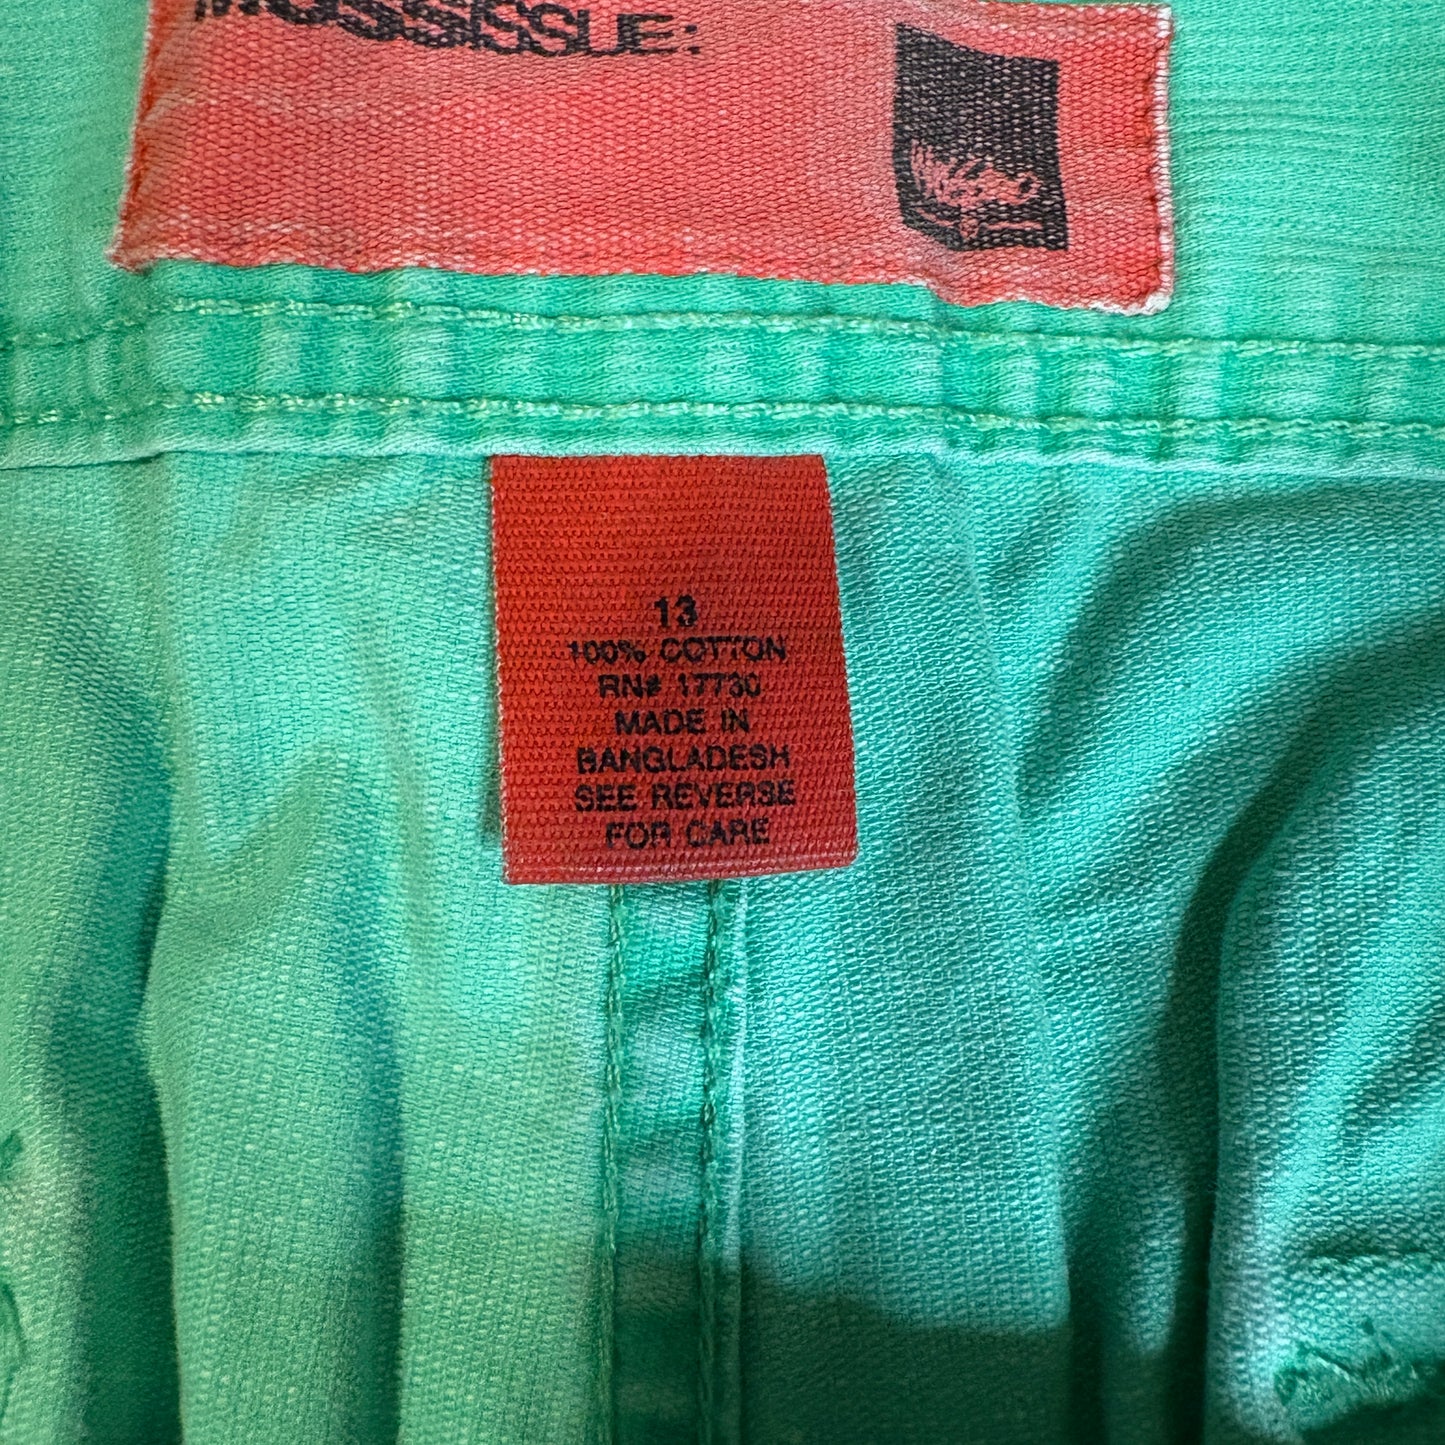 13
100% COTTON
RN# 17730
MADE IN
BANGLADESH
SEE REVERSE
FOR CARE